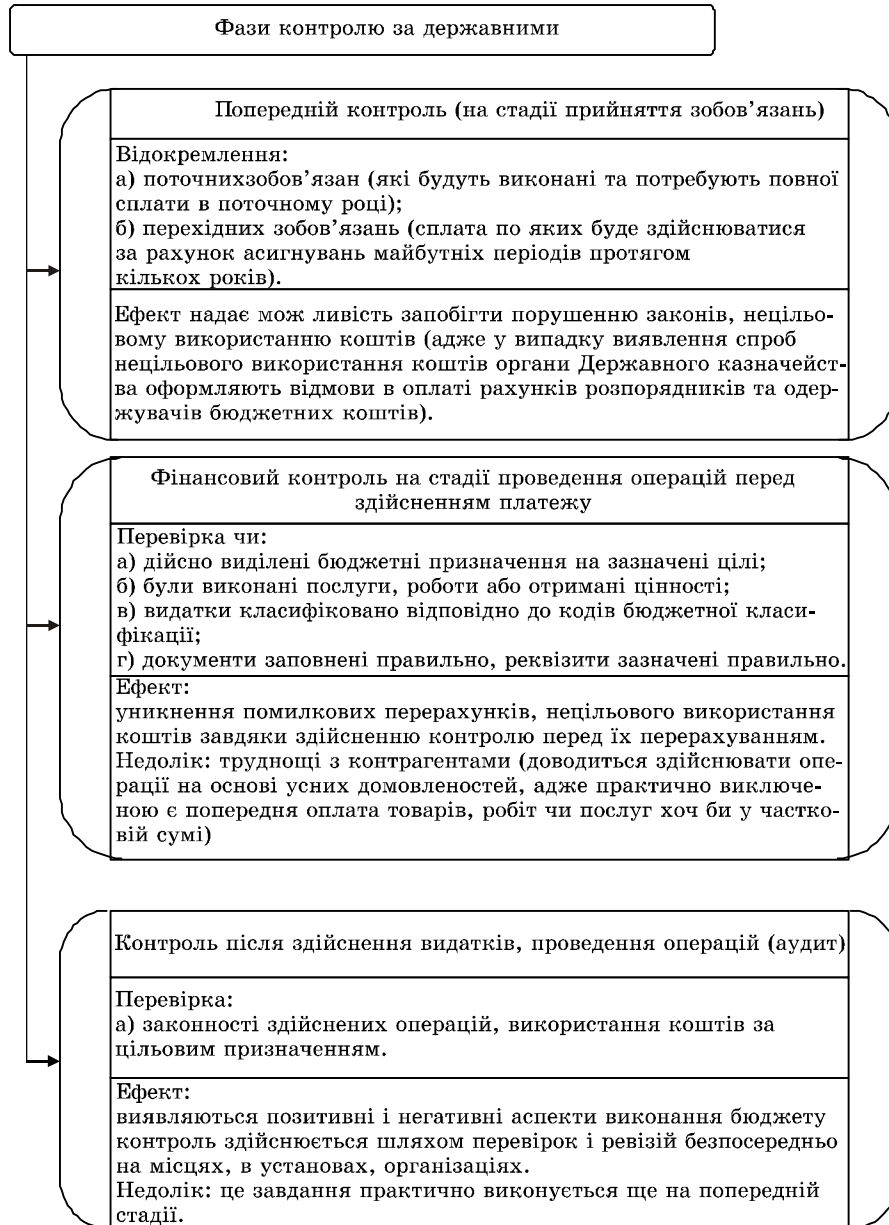 Фази контролю за державними
Попередній контроль (на стадії прийняття зобов’язань)
Відокремлення:
а) поточнихзобов’язан (які будуть виконані та потребують повної
сплати в поточному році);
б) перехідних зобов’язань (сплата по яких буде здійснюватися
за рахунок асигнувань майбутніх періодів протягом
кількох років).
Ефект надає мож ливість запобігти порушенню законів, нецільо-
вому використанню коштів (адже у випадку виявлення спроб
нецільового використання коштів органи Державного казначейст-
ва оформляють відмови в оплаті рахунків розпорядників та одер-
жувачів бюджетних коштів).
Фінансовий контроль на стадії проведення операцій перед
здійсненням платежу
Перевірка чи:
а) дійсно виділені бюджетні призначення на зазначені цілі;
б) були виконані послуги, роботи або отримані цінності;
в) видатки класифіковано відповідно до кодів бюджетної класи-
фікації;
г) документи заповнені правильно, реквізити зазначені правильно.
Ефект:
уникнення помилкових перерахунків, нецільового використання
коштів завдяки здійсненню контролю перед їх перерахуванням.
Недолік: труднощі з контрагентами (доводиться здійснювати опе-
рації на основі усних домовленостей, адже практично виключе-
ною є попередня оплата товарів, робіт чи послуг хоч би у частко-
вій сумі)
Контроль після здійснення видатків, проведення операцій (аудит)
Перевірка:
а) законності здійснених операцій, використання коштів за
цільовим призначенням.
Ефект:
виявляються позитивні і негативні аспекти виконання бюджету
контроль здійснюється шляхом перевірок і ревізій безпосередньо
на місцях, в установах, організаціях.
Недолік: це завдання практично виконується ще на попередній
стадії.